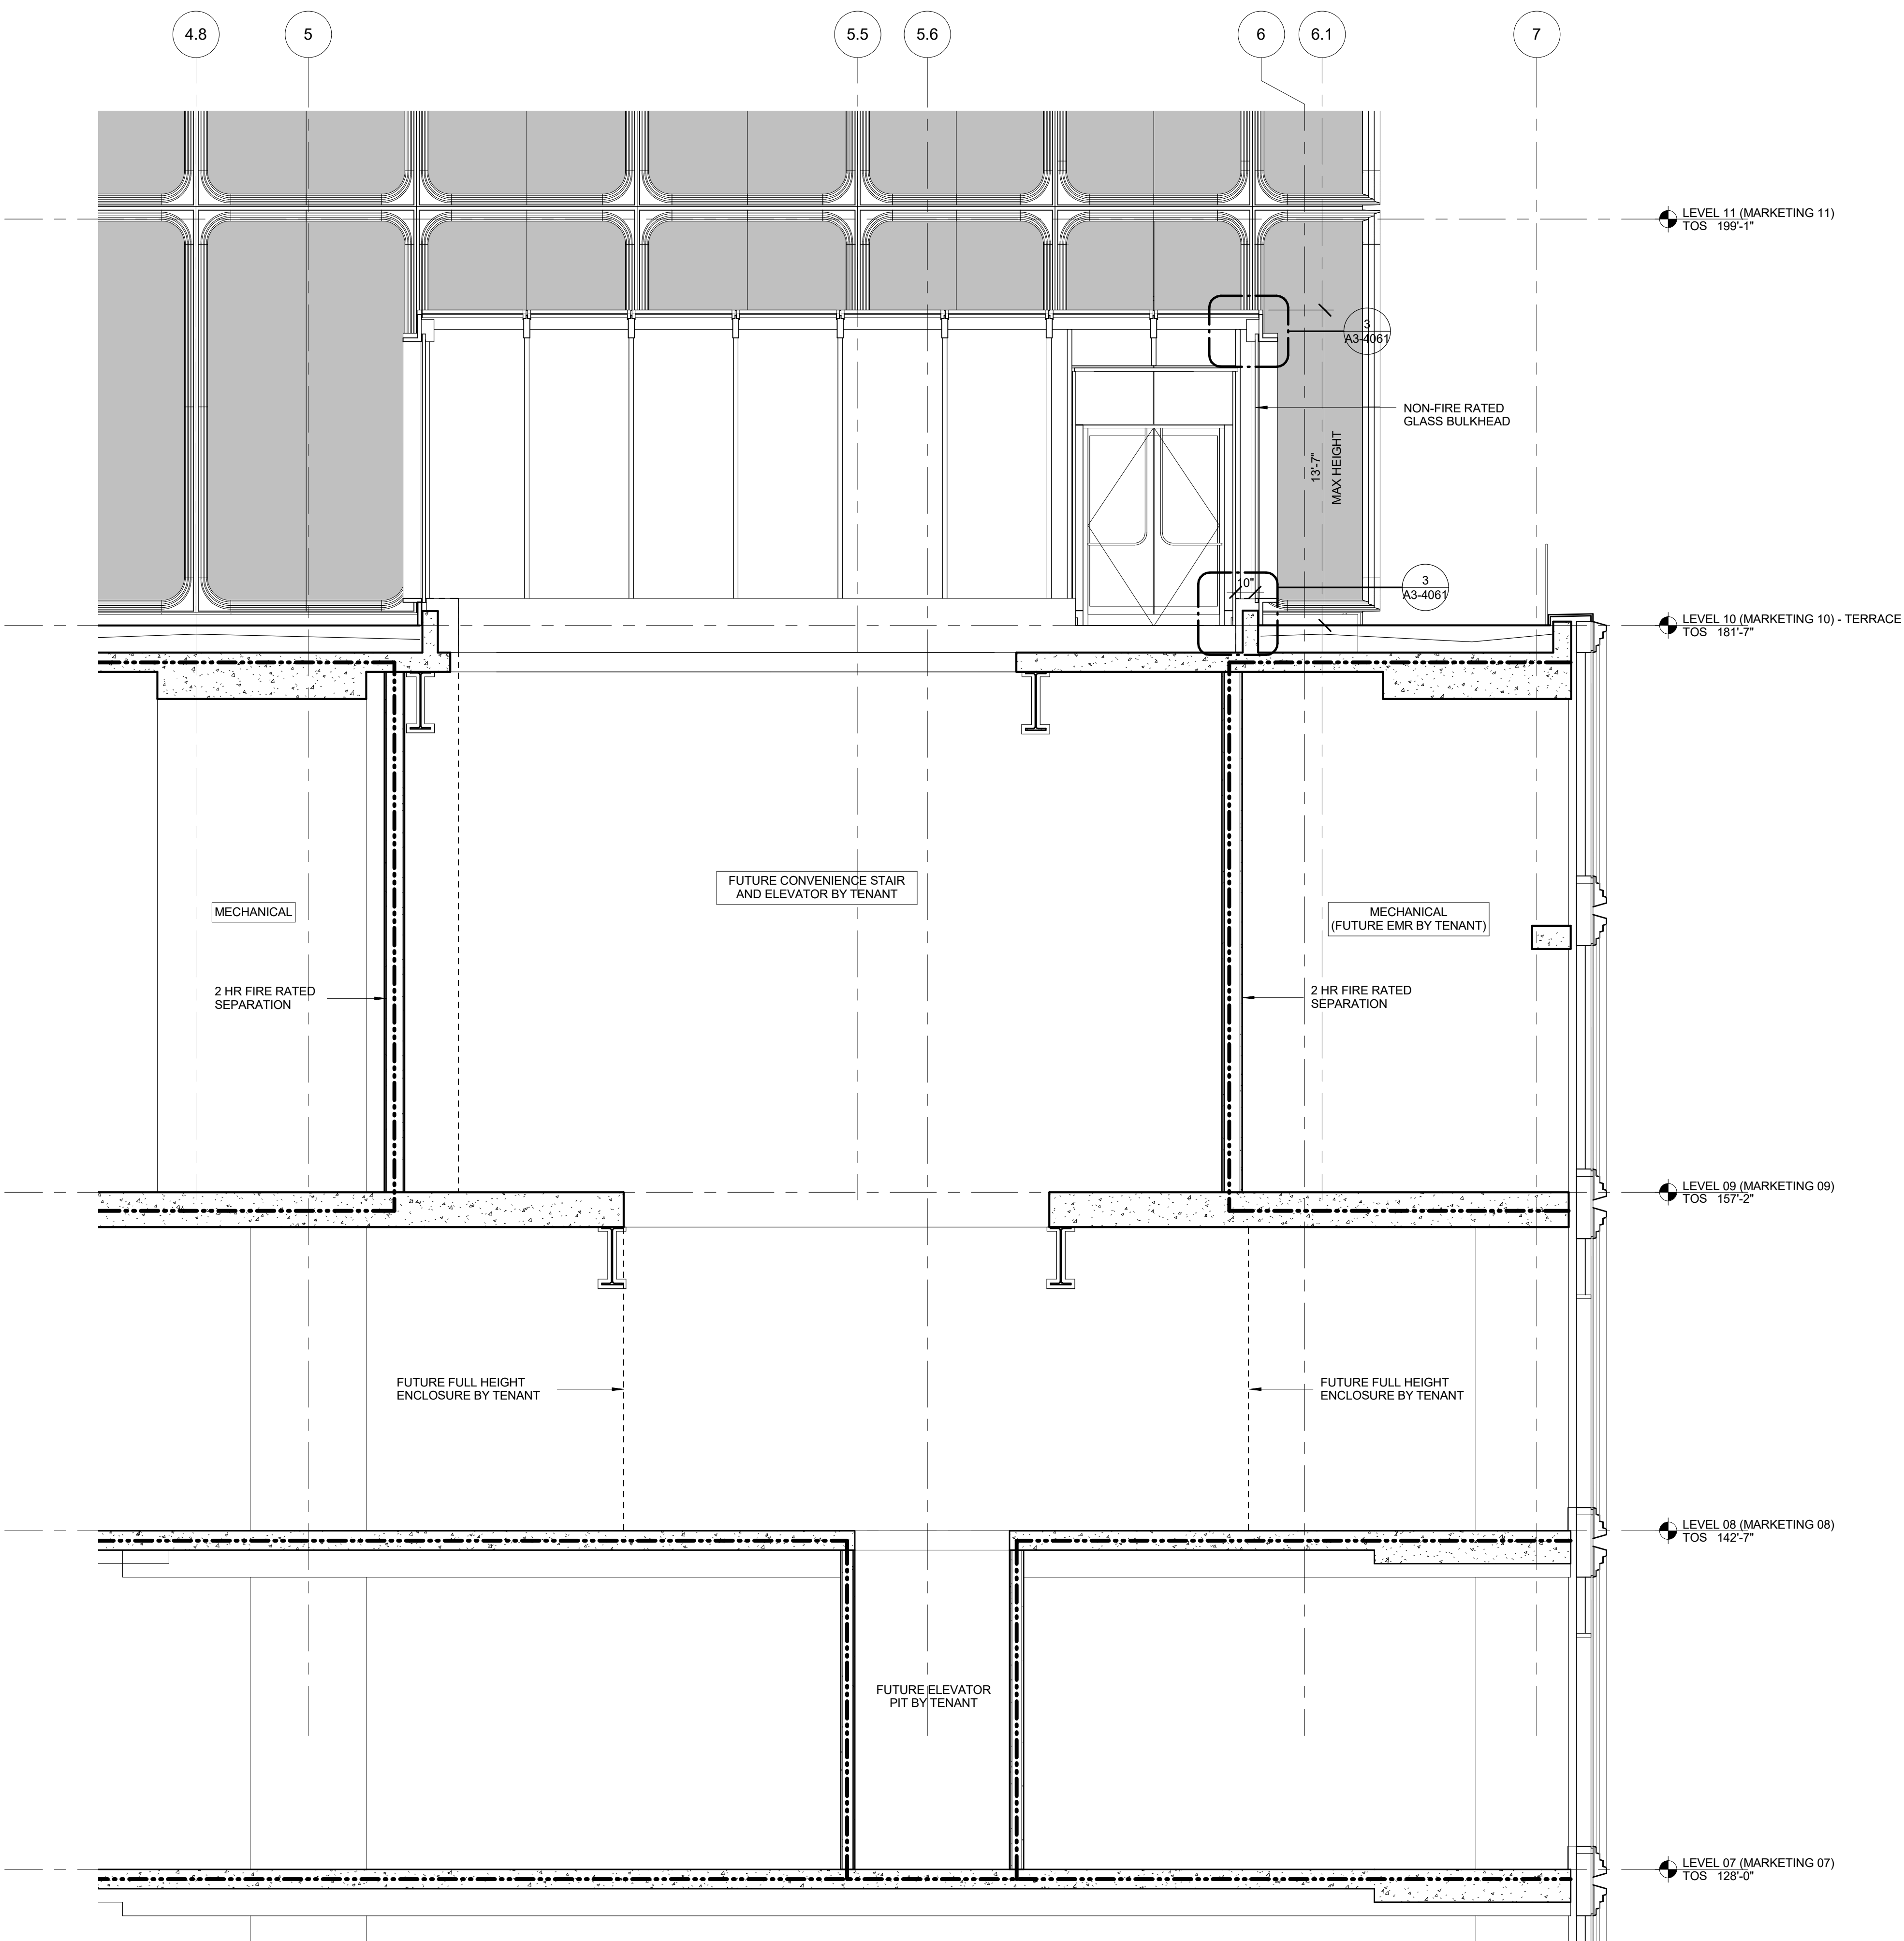 4.8
5
5.5
5.6
6
6.1
7
LEVEL 11 (MARKETING 11)
TOS 199'-1"
3
A3-4061
NON-FIRE RATED
GLASS BULKHEAD
13'-7"
MAX HEIGHT
10"
3
A3-4061
LEVEL 10 (MARKETING 10) - TERRACE
TOS 181'-7"
FUTURE CONVENIENCE STAIR
AND ELEVATOR BY TENANT
MECHANICAL
MECHANICAL
(FUTURE EMR BY TENANT)
2 HR FIRE RATED
SEPARATION
2 HR FIRE RATED
SEPARATION
LEVEL 09 (MARKETING 09)
TOS 157'-2"
FUTURE FULL HEIGHT
ENCLOSURE BY TENANT
FUTURE FULL HEIGHT
ENCLOSURE BY TENANT
LEVEL 08 (MARKETING 08)
TOS 142'-7"
FUTURE ELEVATOR
PIT BY TENANT
LEVEL 07 (MARKETING 07)
TOS 128'-0"